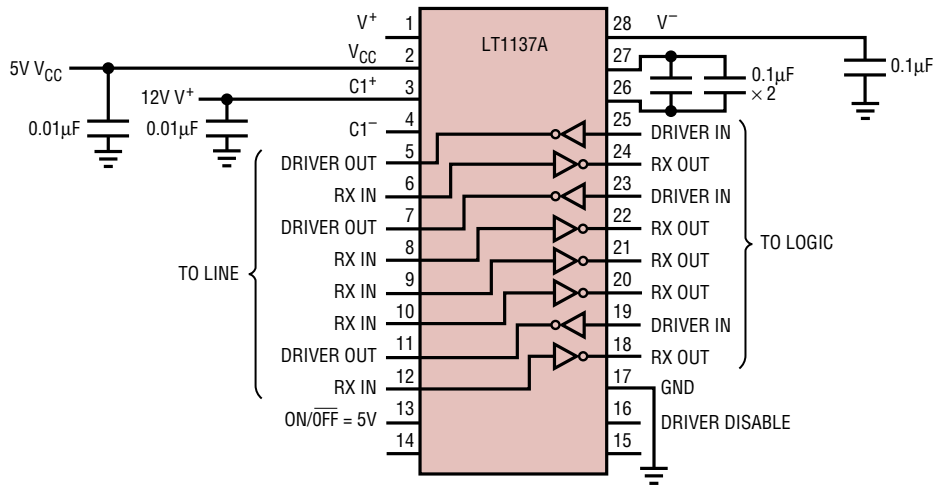 V+ 1 28 V−
LT1137A
5V VCC VCC 2 27 0.1µF × 2 0.1µF
12V V+ C1+ 3 26
0.01µF 0.01µF C1− 4 25 DRIVER IN
DRIVER OUT 5 24 RX OUT
RX IN 6 23 DRIVER IN
DRIVER OUT 7 22 RX OUT
RX IN 8 21 RX OUT
TO LINE TO LOGIC
RX IN 9 20 RX OUT
RX IN 10 19 DRIVER IN
DRIVER OUT 11 18 RX OUT
RX IN 12 17 GND
ON/OFF = 5V 13 16 DRIVER DISABLE
14 15